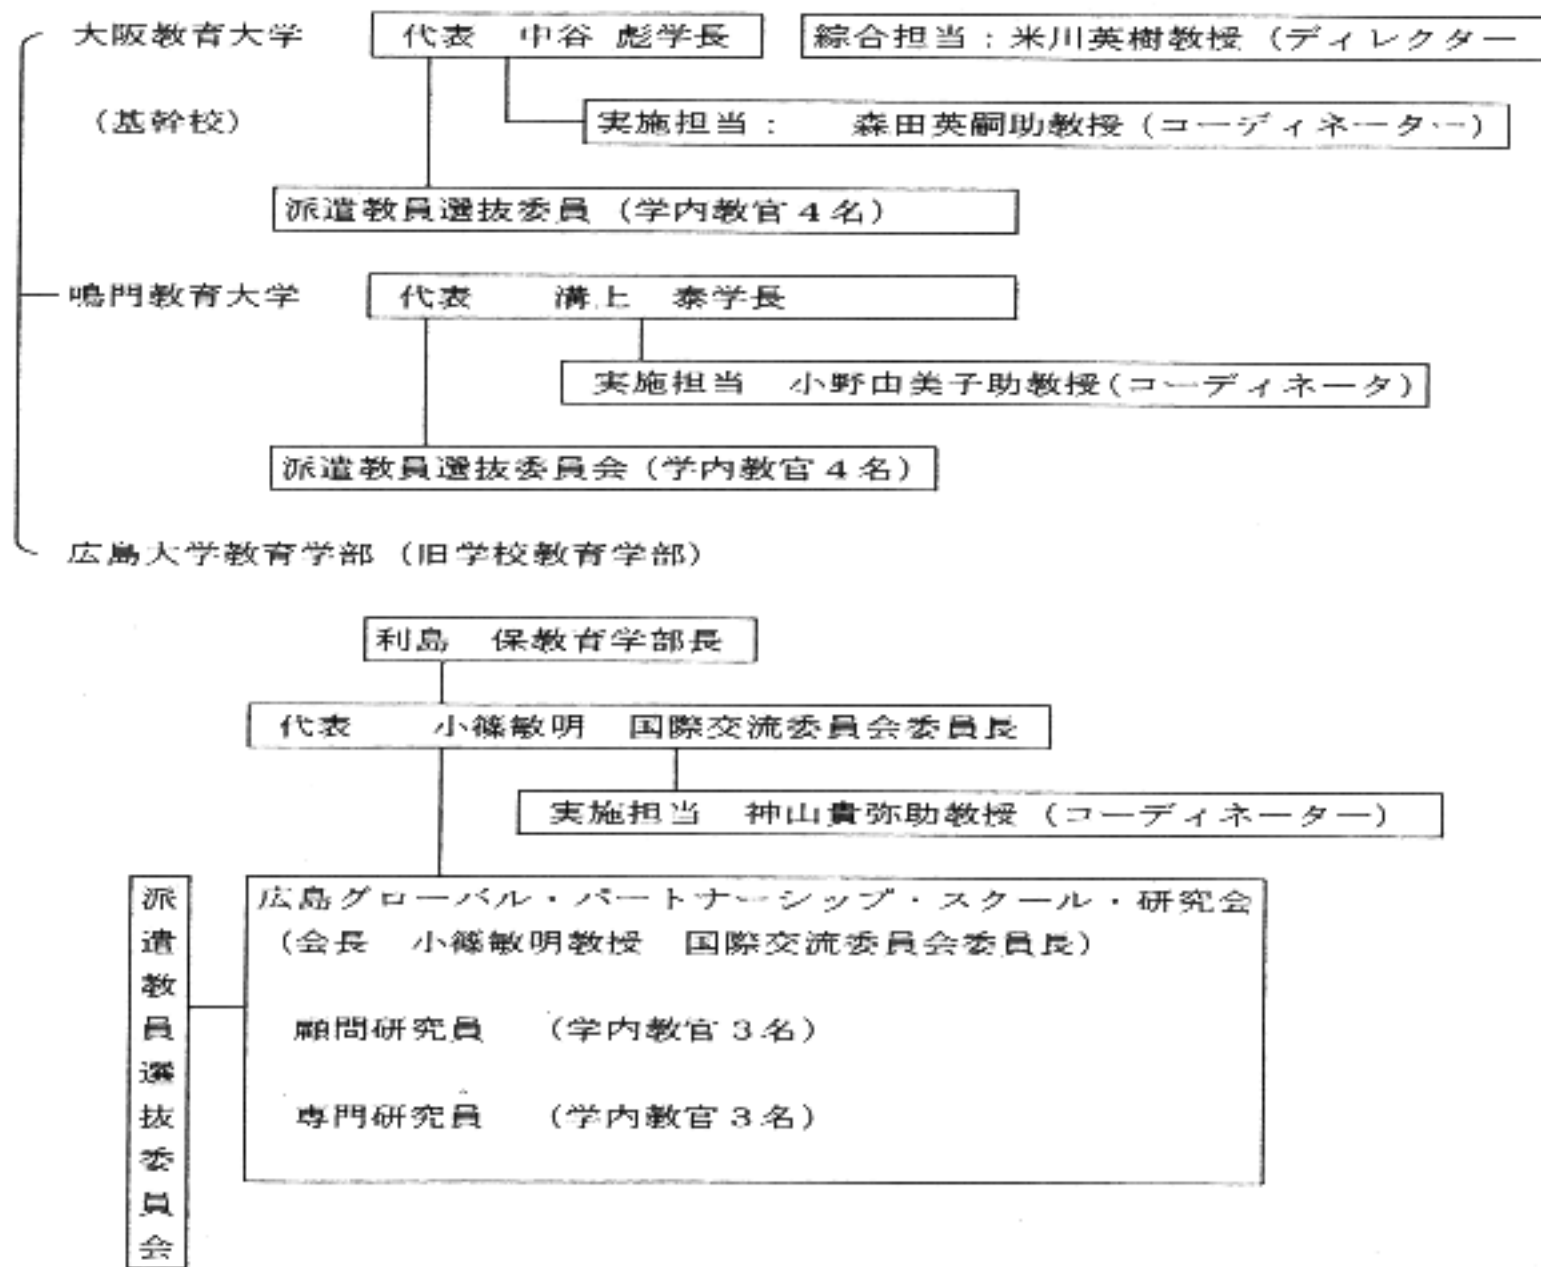 大阪教育大学 代表 中谷 彪学長 綜合担当：米川英樹教授（ディレクター
（基幹校） 実施担当： 森田英嗣助教授（コーディネーター）
派遣教員選抜委員（学内教官４名）
鳴門教育大学 代表 溝上 泰学長
実施担当 小野由美子助教授（コーディネータ）
派遣教員選抜委員会（学内教官４名）
広島大学教育学部（旧学校教育学部）
利島 保教育学部長
代表 小篠敏明 国際交流委員会委員長
実施担当 神山貴弥助教授（コーディネーター）
派遣教員選抜委員会
広島グローバル・パートナーシップ・スクール・研究会
（会長 小篠敏明教授 国際交流委員会委員長）
顧問研究員 （学内教官３名）
専門研究員 （学内教官３名）